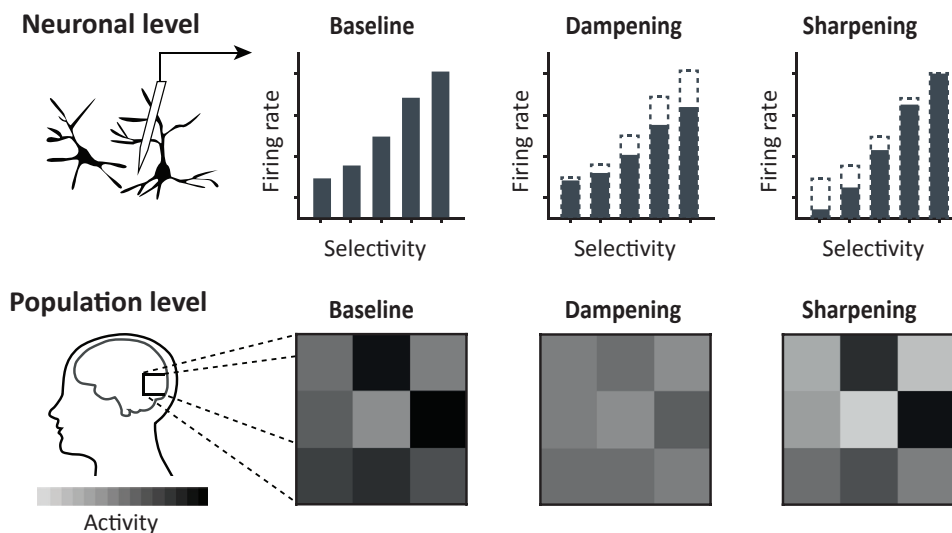 Neuronal level
Baseline
Dampening
Sharpening
Firing rate
Firing rate
Firing rate
Selectivity
Selectivity
Selectivity
Population level
Baseline
Dampening
Sharpening
Activity